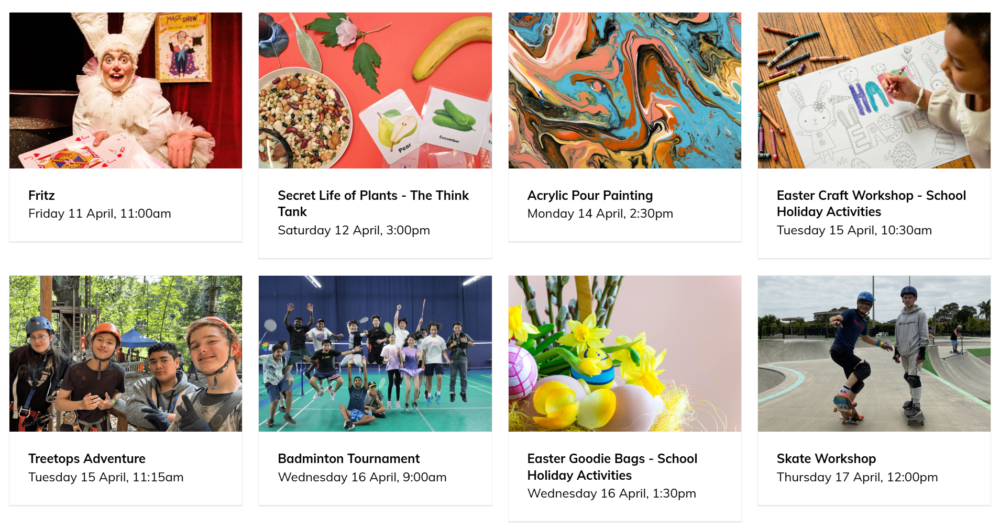 MAGIC SHOW
Pear
Cucumber
HAPPY
EASTE
Fritz
Friday 11 April, 11:00am
Secret Life of Plants - The Think
Tank
Saturday 12 April, 3:00pm
Acrylic Pour Painting
Monday 14 April, 2:30pm
Easter Craft Workshop - School
Holiday Activities
Tuesday 15 April, 10:30am
Treetops Adventure
Tuesday 15 April, 11:15am
Badminton Tournament
Wednesday 16 April, 9:00am
Easter Goodie Bags - School
Holiday Activities
Wednesday 16 April, 1:30pm
Skate Workshop
Thursday 17 April, 12:00pm